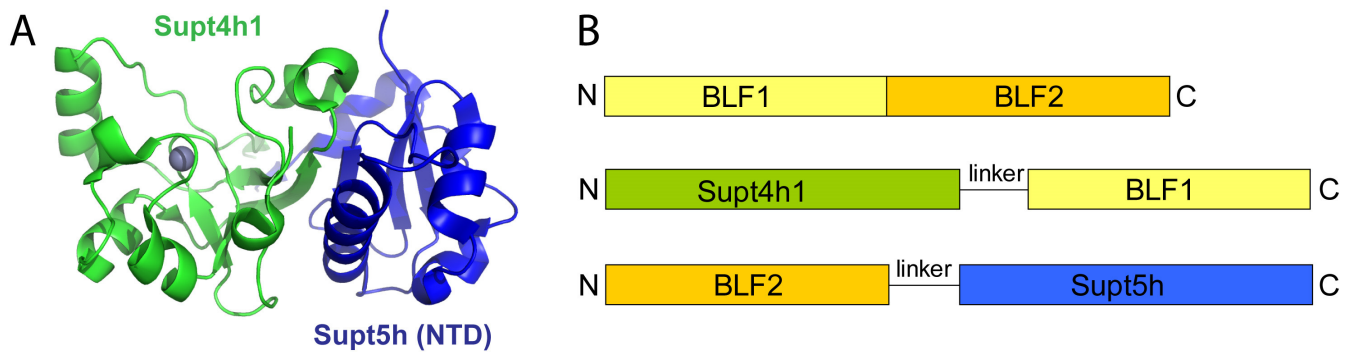 A
Supt4h1
Supt5h (NTD)
B
N BLF1 BLF2 C
linker
N Supt4h1 BLF1 C
linker
N BLF2 Supt5h C